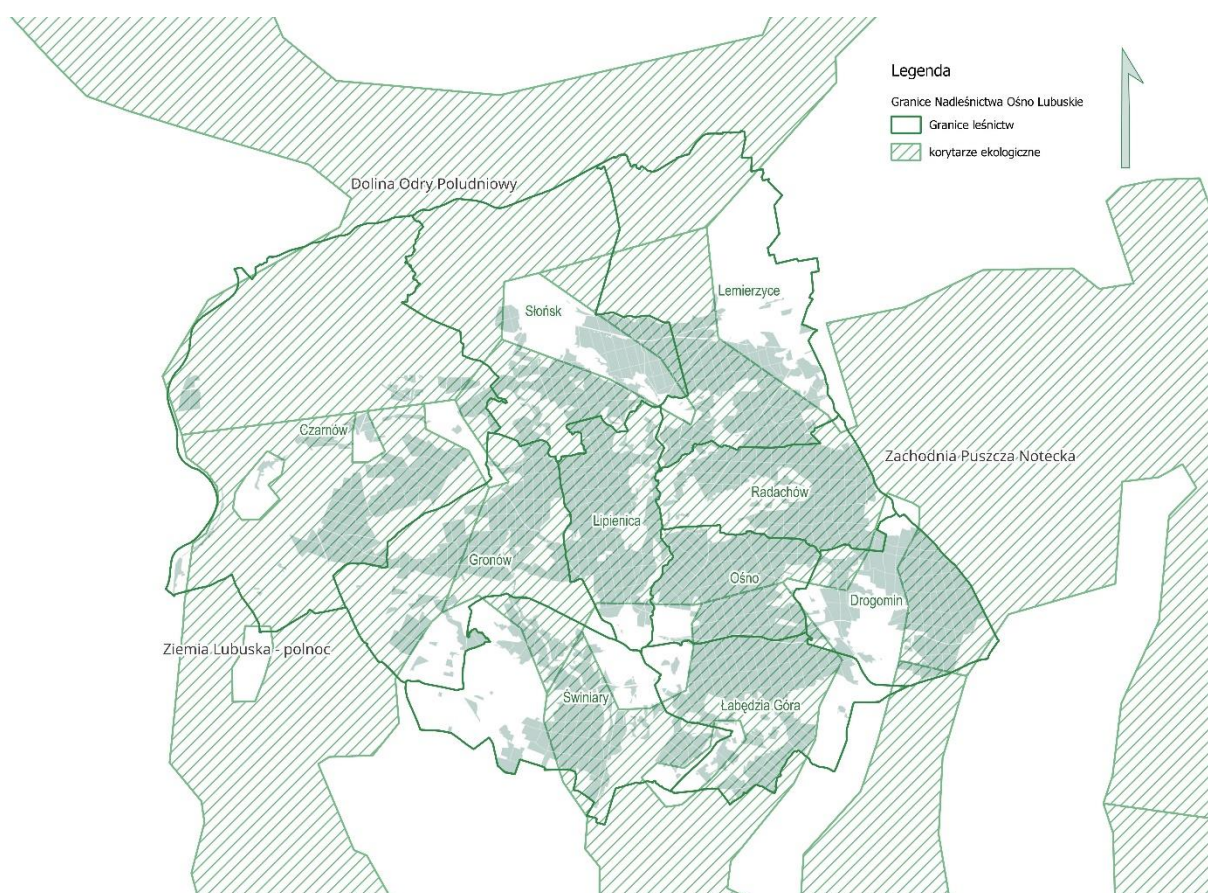 Legenda
Granice Nadleśnictwa Ośno Lubuskie
Granice leśnictw
korytarze ekologiczne
Dolina Odry Południowy
Lemierzyce
Słońsk
Czarnów
Zachodnia Puszcza Notecka
Radachów
Lipienica
Gronów
Ośno
Drogomin
Ziemia Lubuska - polnoc
Świniary
Łabędzia Góra